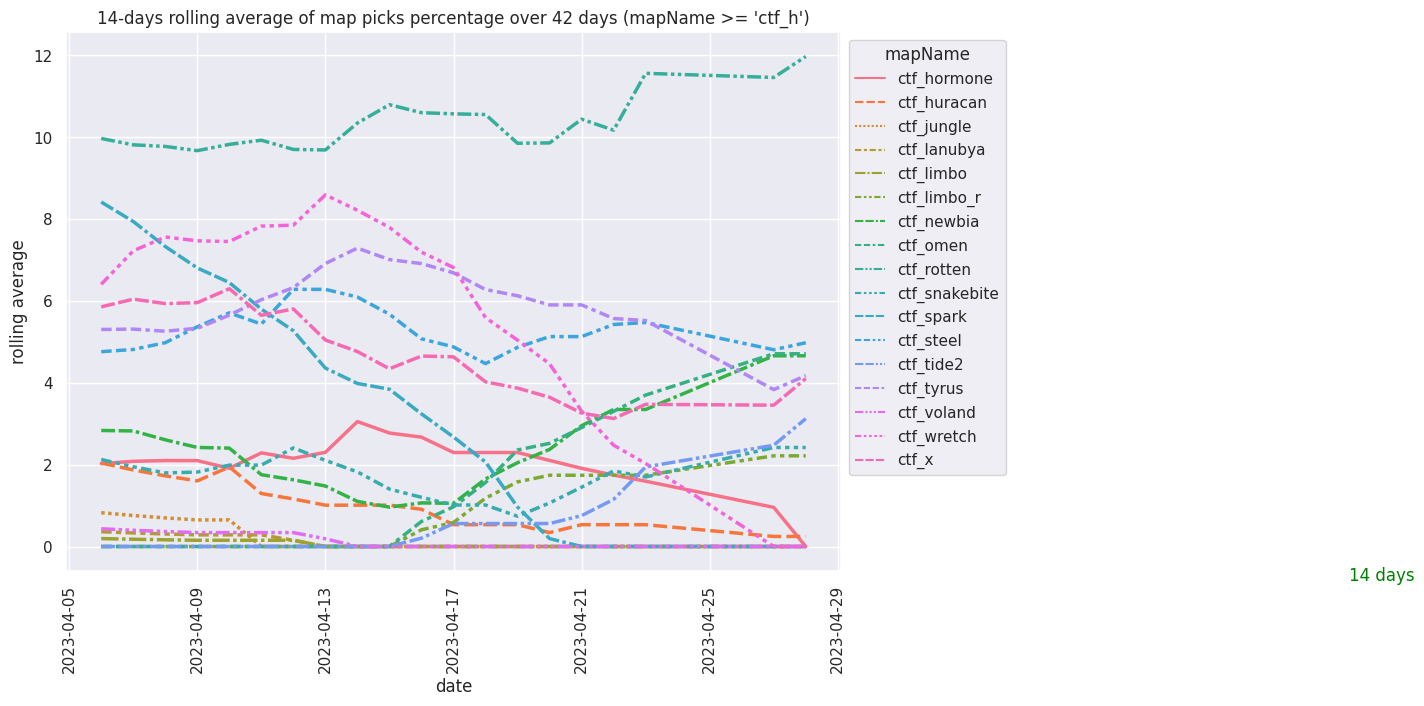 14-days rolling average of map picks percentage over 42 days (mapName >= 'ctf_h')
12
10
8
6
4
2
0
rolling average
2023-04-05
2023-04-09
2023-04-13
2023-04-17
2023-04-21
2023-04-25
2023-04-29
date
mapName
ctf_hormone
ctf_huracan
ctf_jungle
ctf_lanubya
ctf_limbo
ctf_limbo_r
ctf_newbia
ctf_omen
ctf_rotten
ctf_snakebite
ctf_spark
ctf_steel
ctf_tide2
ctf_tyrus
ctf_voland
ctf_wretch
ctf_x
14 days